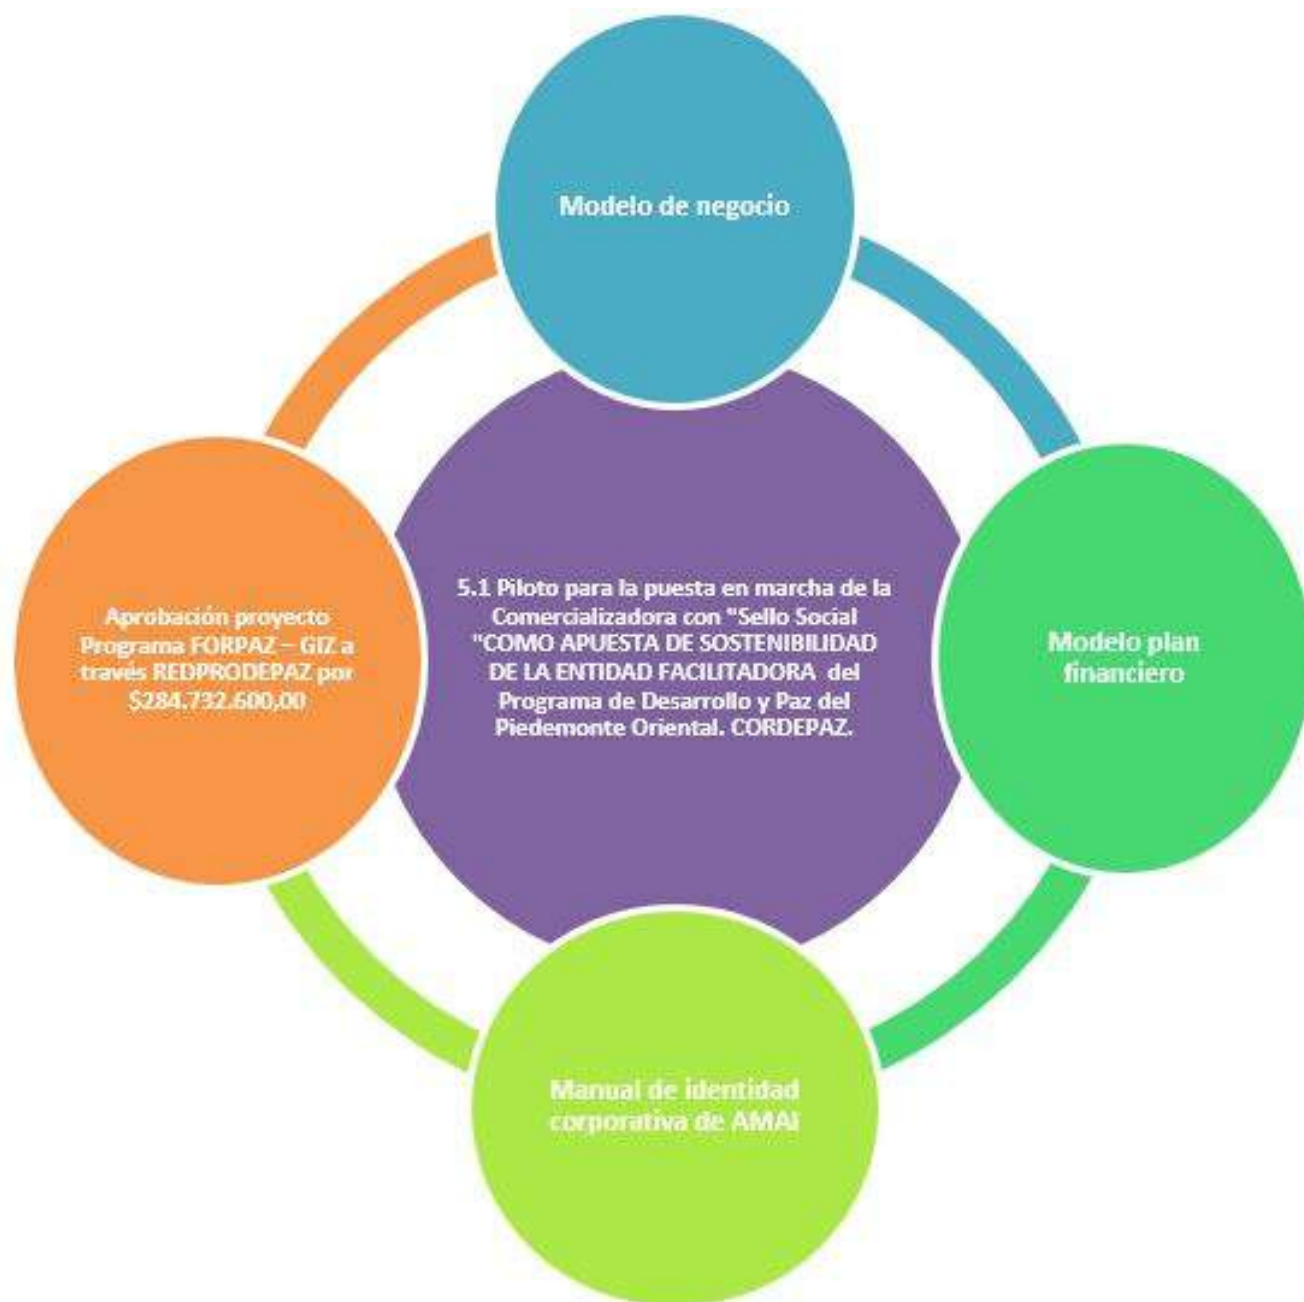 Modelo de negocio
Aprobación proyecto
Programa FORPAZ – GIZ a
través REDPRODEPAZ por
$284.732.600,00
5.1 Piloto para la puesta en marcha de la
Comercializadora con "Sello Social
"COMO APUESTA DE SOSTENIBILIDAD
DE LA ENTIDAD FACILITADORA del
Programa de Desarrollo y Paz del
Piedemonte Oriental. CORDEPAZ.
Modelo plan
financiero
Manual de identidad
corporativa de AMAI